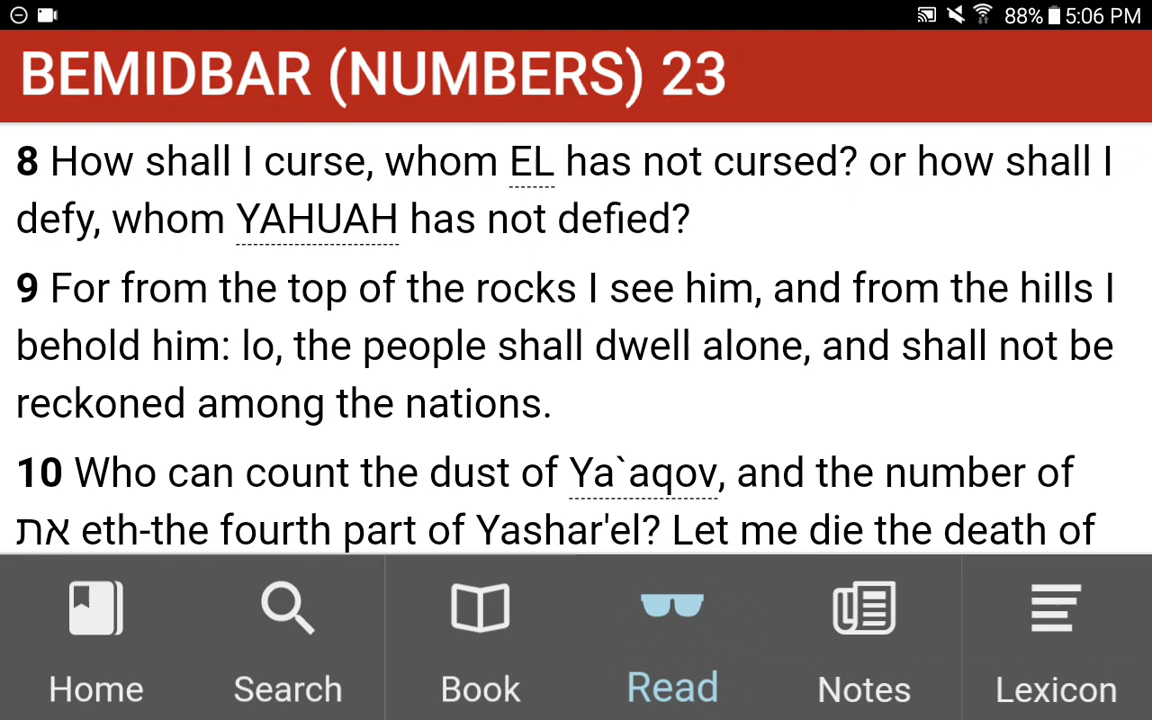 88% 5:06 PM
BEMIDBAR (NUMBERS) 23
8 How shall I curse, whom EL has not cursed? or how shall I
defy, whom YAHUAH has not defied?
9 For from the top of the rocks I see him, and from the hills I
behold him: lo, the people shall dwell alone, and shall not be
reckoned among the nations.
10 Who can count the dust of Ya`aqov, and the number of
את eth-the fourth part of Yashar'el? Let me die the death of
Home Search Book Read Notes Lexicon